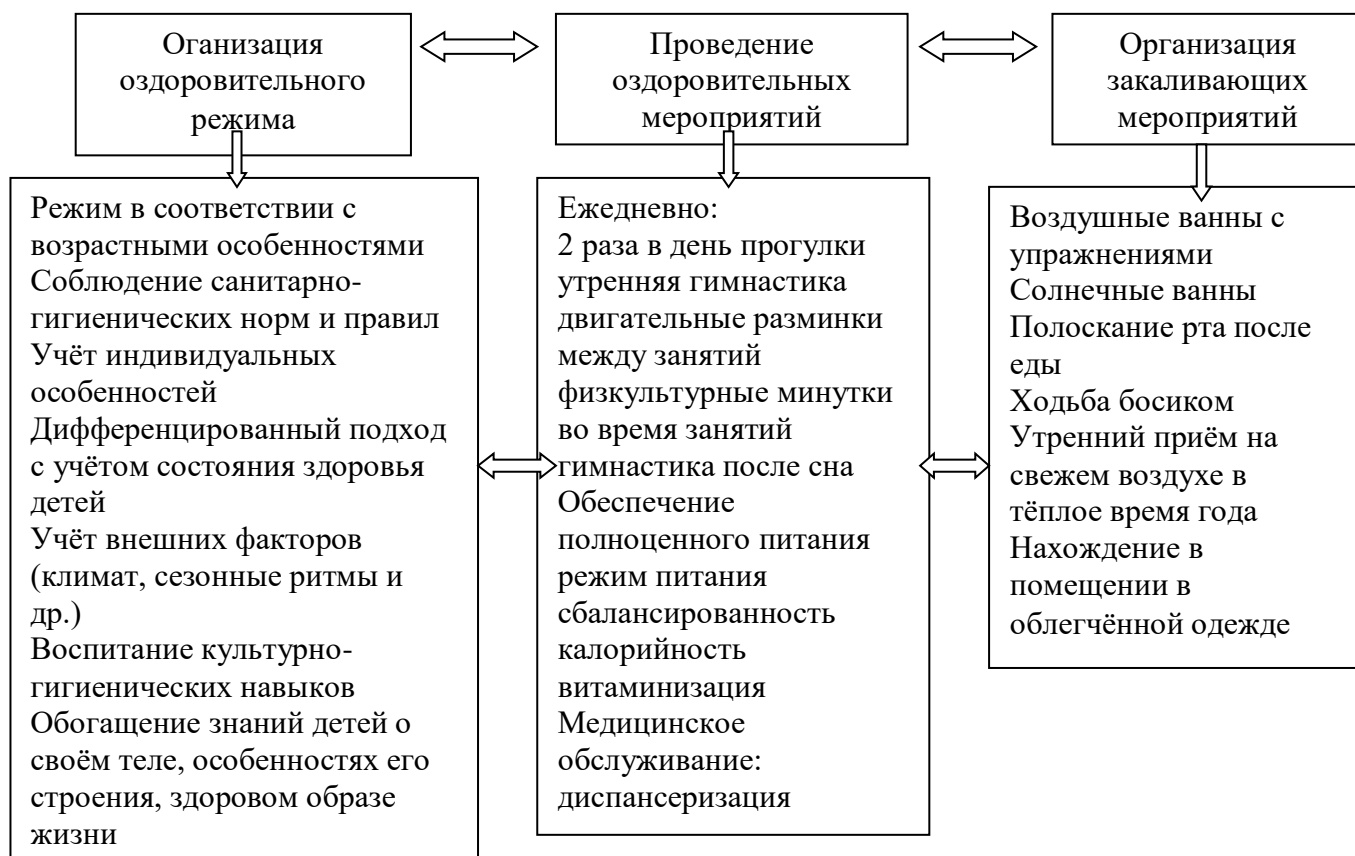 Оганизация
оздоровительного
режима
Проведение
оздоровительных
мероприятий
Организация
закаливающих
мероприятий
Режим в соответствии с
возрастными особенностями
Соблюдение санитарно-
гигиенических норм и правил
Учёт индивидуальных
особенностей
Дифференцированный подход
с учётом состояния здоровья
детей
Учёт внешних факторов
(климат, сезонные ритмы и
др.)
Воспитание культурно-
гигиенических навыков
Обогащение знаний детей о
своём теле, особенностях его
строения, здоровом образе
жизни
Ежедневно:
2 раза в день прогулки
утренняя гимнастика
двигательные разминки
между занятий
физкультурные минутки
во время занятий
гимнастика после сна
Обеспечение
полноценного питания
режим питания
сбалансированность
калорийность
витаминизация
Медицинское
обслуживание:
диспансеризация
Воздушные ванны с
упражнениями
Солнечные ванны
Полоскание рта после
еды
Ходьба босиком
Утренний приём на
свежем воздухе в
тёплое время года
Нахождение в
помещении в
облегчённой одежде